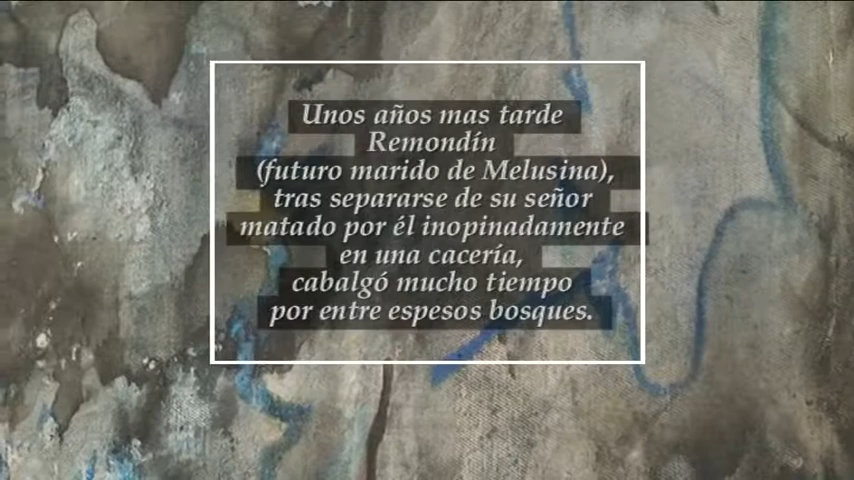 Unos años mas tarde
Remondín
(futuro marido de Melusina),
tras separarse de su señor
matado por él inopinadamente
en una cacería,
cabalgó mucho tiempo
por entre espesos bosques.